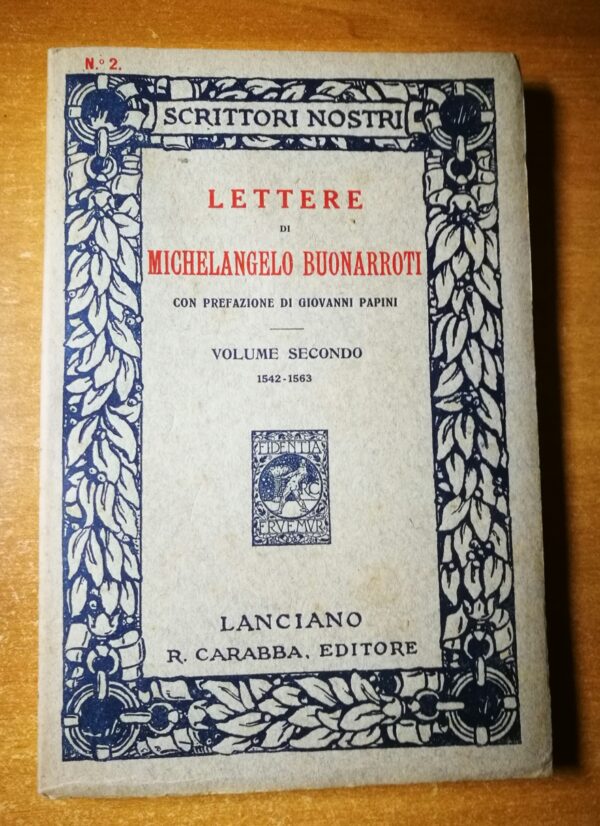 N.º 2.
SCRITTORI NOSTRI
LETTERE
DI
MICHELANGELO BUONARROTI
CON PREFAZIONE DI GIOVANNI PAPINI
VOLUME SECONDO
1542-1563
FIDENTIA
FRVEMVR
LANCIANO
R. CARABBA, EDITORE